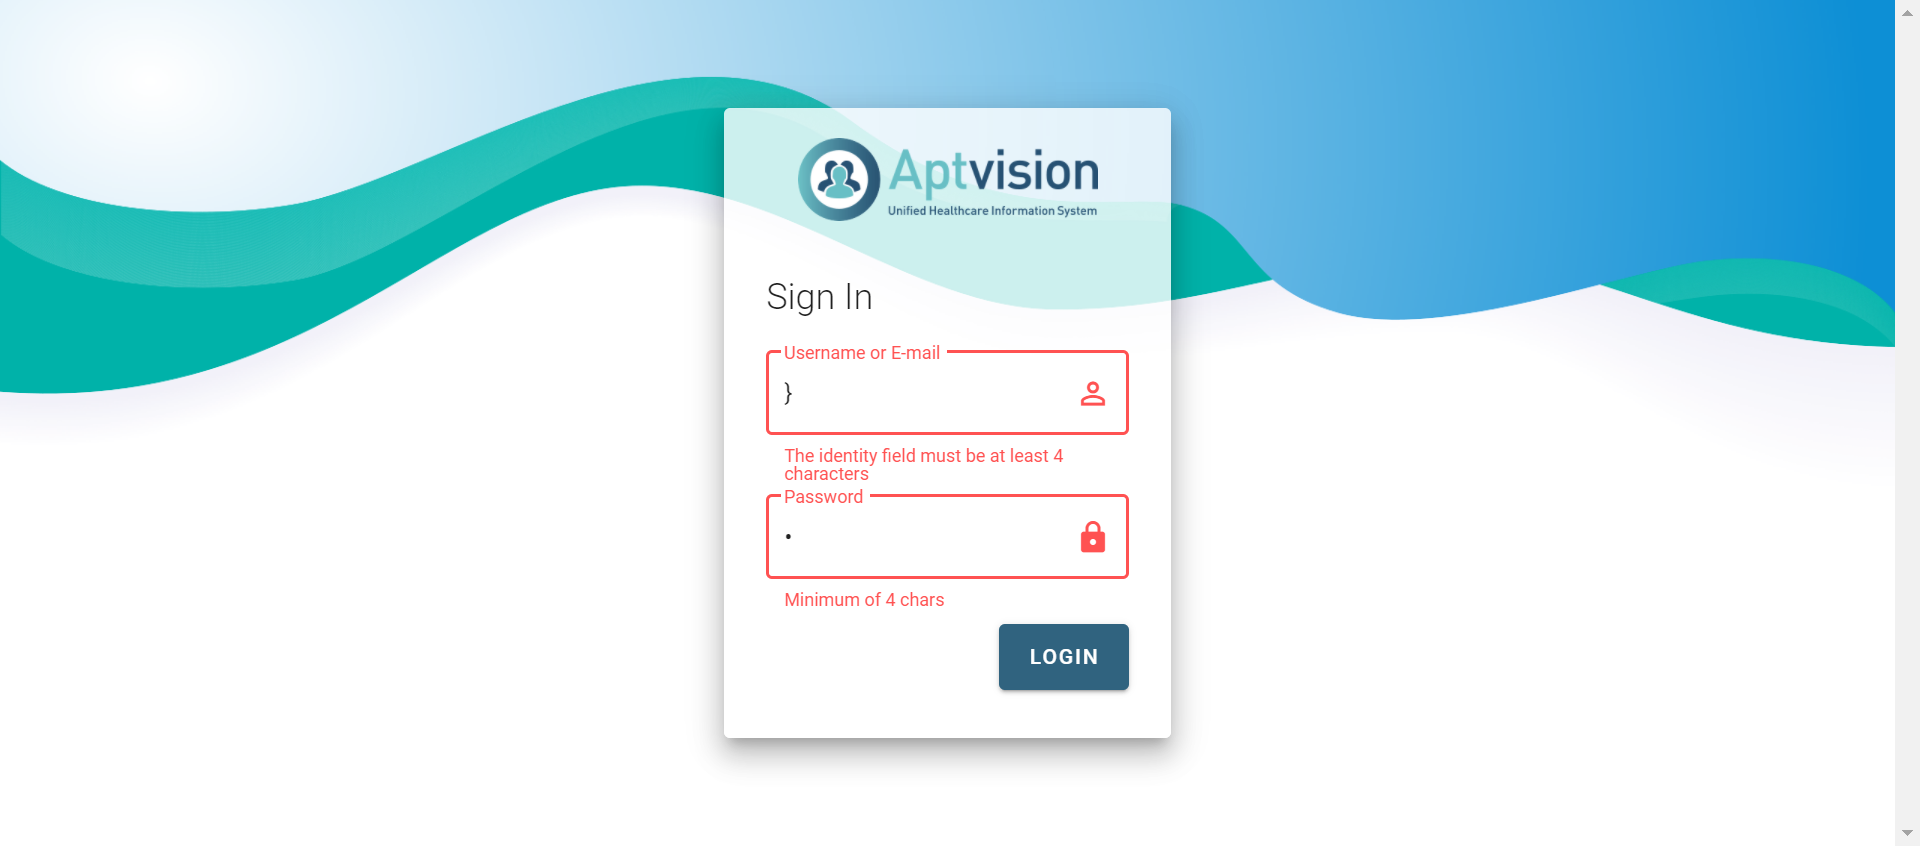 Aptvision
Unified Healthcare Information System
Sign In
Username or E-mail
}
The identity field must be at least 4
characters
Password
•
Minimum of 4 chars
LOGIN